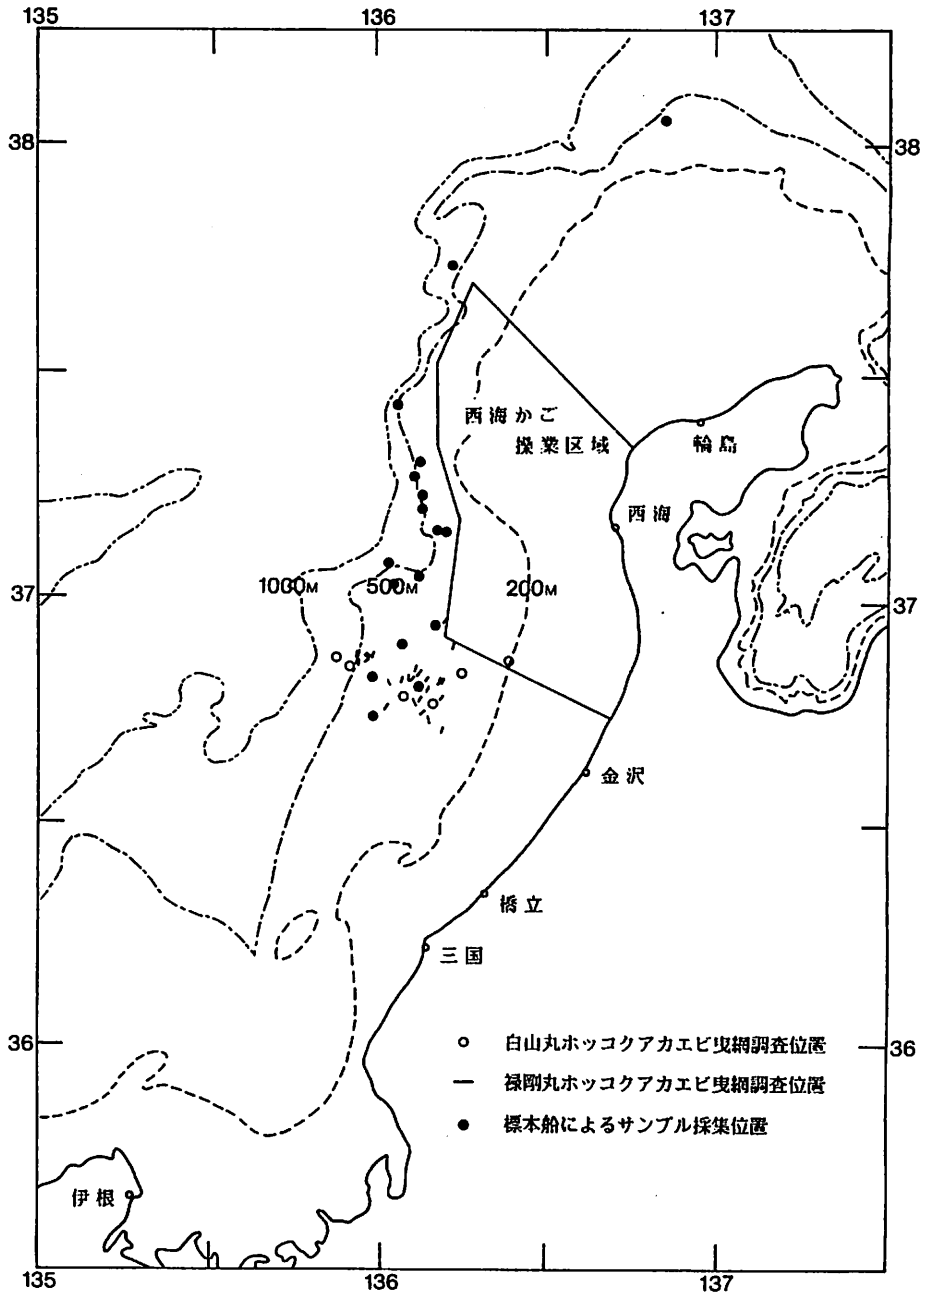 135 136 137
38 38
西海かご
操業区域
輪島
西海
1000M 500M 200M
37 37
金沢
橋立
三国
36 36
○ 白山丸ホッコクアカエビ曳網調査位置
― 禄剛丸ホッコクアカエビ曳網調査位置
● 標本船によるサンプル採集位置
伊根
135 136 137